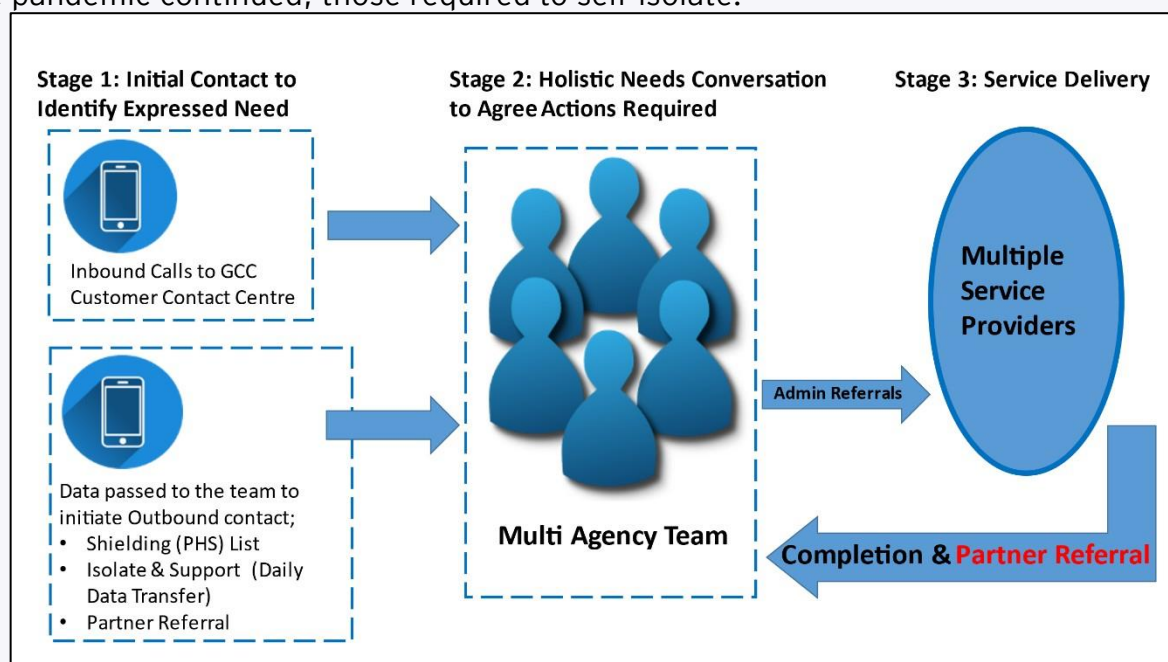 pandemic continued, those required to self-isolate.
Stage 1: Initial Contact to
Identify Expressed Need
Inbound Calls to GCC
Customer Contact Centre
Data passed to the team to
initiate Outbound contact;
• Shielding (PHS) List
• Isolate & Support (Daily
Data Transfer)
• Partner Referral
Stage 2: Holistic Needs Conversation
to Agree Actions Required
Multi Agency Team
Admin Referrals
Stage 3: Service Delivery
Multiple
Service
Providers
Completion & Partner Referral